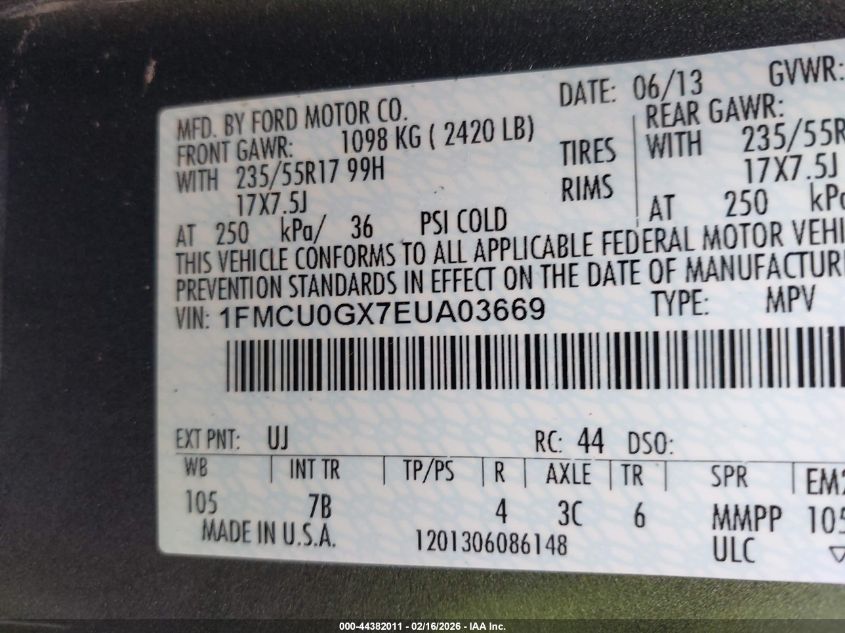 MFD. BY FORD MOTOR CO. DATE: 06/13 GVWR:
FRONT GAWR: 1098 KG ( 2420 LB) REAR GAWR:
WITH 235/55R17 99H TIRES WITH 235/55R
17X7.5J RIMS 17X7.5J
AT 250 kPa/ 36 PSI COLD AT 250 kPa
THIS VEHICLE CONFORMS TO ALL APPLICABLE FEDERAL MOTOR VEHI
PREVENTION STANDARDS IN EFFECT ON THE DATE OF MANUFACTUR
VIN: 1FMCU0GX7EUA03669 TYPE: MPV
EXT PNT: UJ RC: 44 DSO:
WB INT TR TP/PS R AXLE TR SPR EM2
105 7B 4 3C 6 MMPP 105
MADE IN U.S.A. 1201306086148 ULC
000-44382011 - 02/16/2026 - IAA Inc.